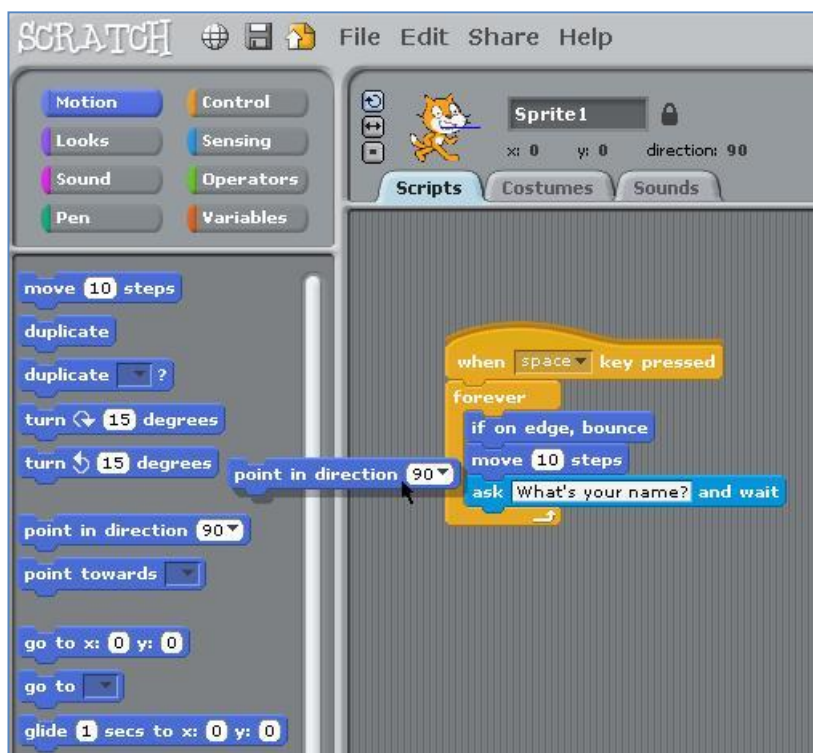 SCRATCH File Edit Share Help
Motion Control
Looks Sensing
Sound Operators
Pen Variables
Sprite1
x: 0 y: 0 direction: 90
Scripts Costumes Sounds
move 10 steps
duplicate
duplicate ?
turn 15 degrees
turn 15 degrees
point in direction 90
point in direction 90
point towards
go to x: 0 y: 0
go to
glide 1 secs to x: 0 y: 0
when space key pressed
forever
if on edge, bounce
move 10 steps
ask What's your name? and wait